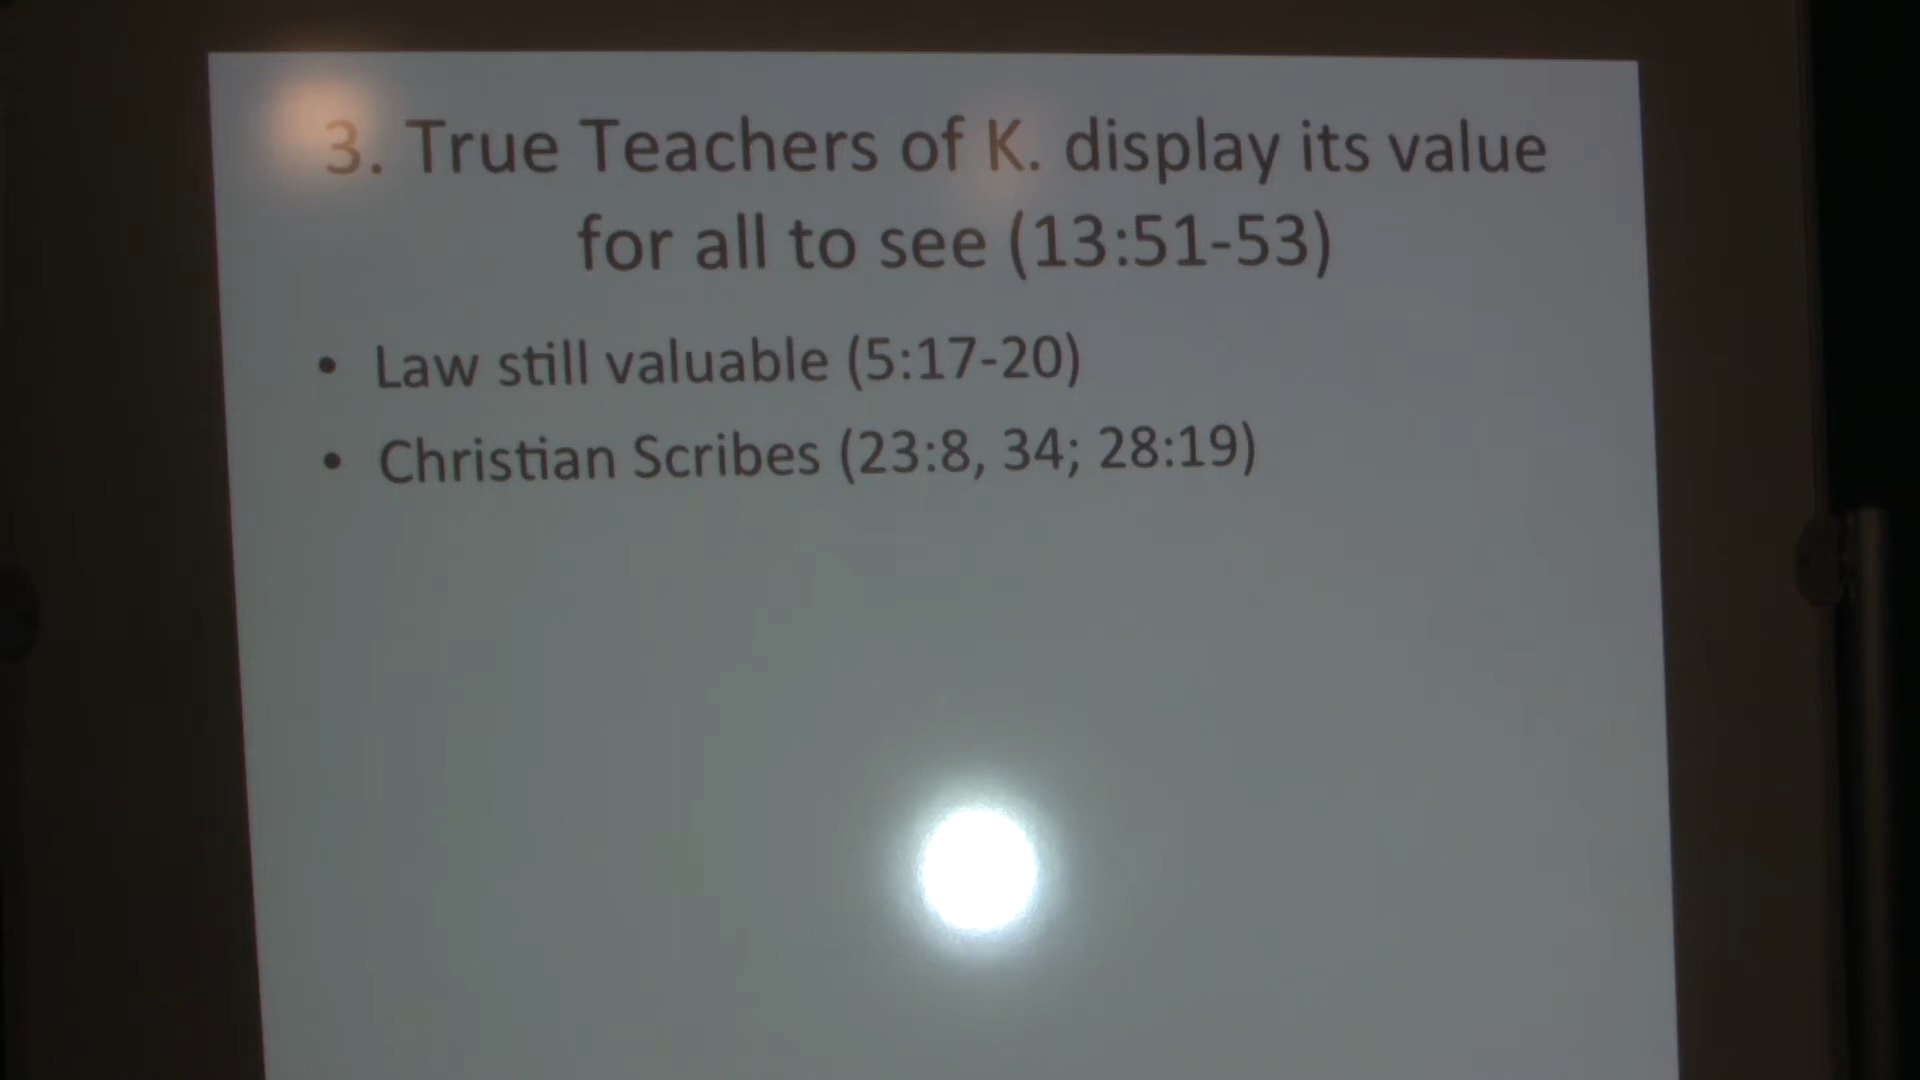 3. True Teachers of K. display its value
for all to see (13:51-53)
• Law still valuable (5:17-20)
• Christian Scribes (23:8, 34; 28:19)